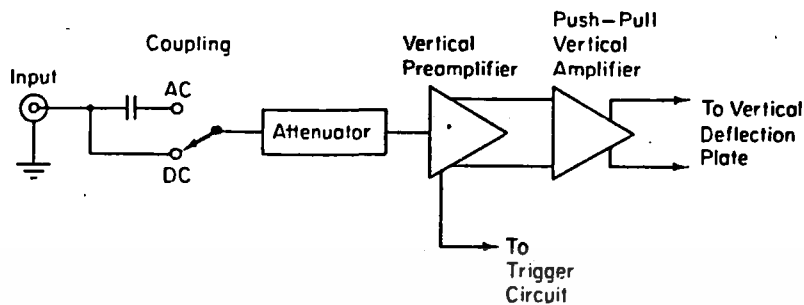 Coupling
Input
AC
DC
Attenuator
Vertical
Preamplifier
Push-Pull
Vertical
Amplifier
To Vertical
Deflection
Plate
To
Trigger
Circuit